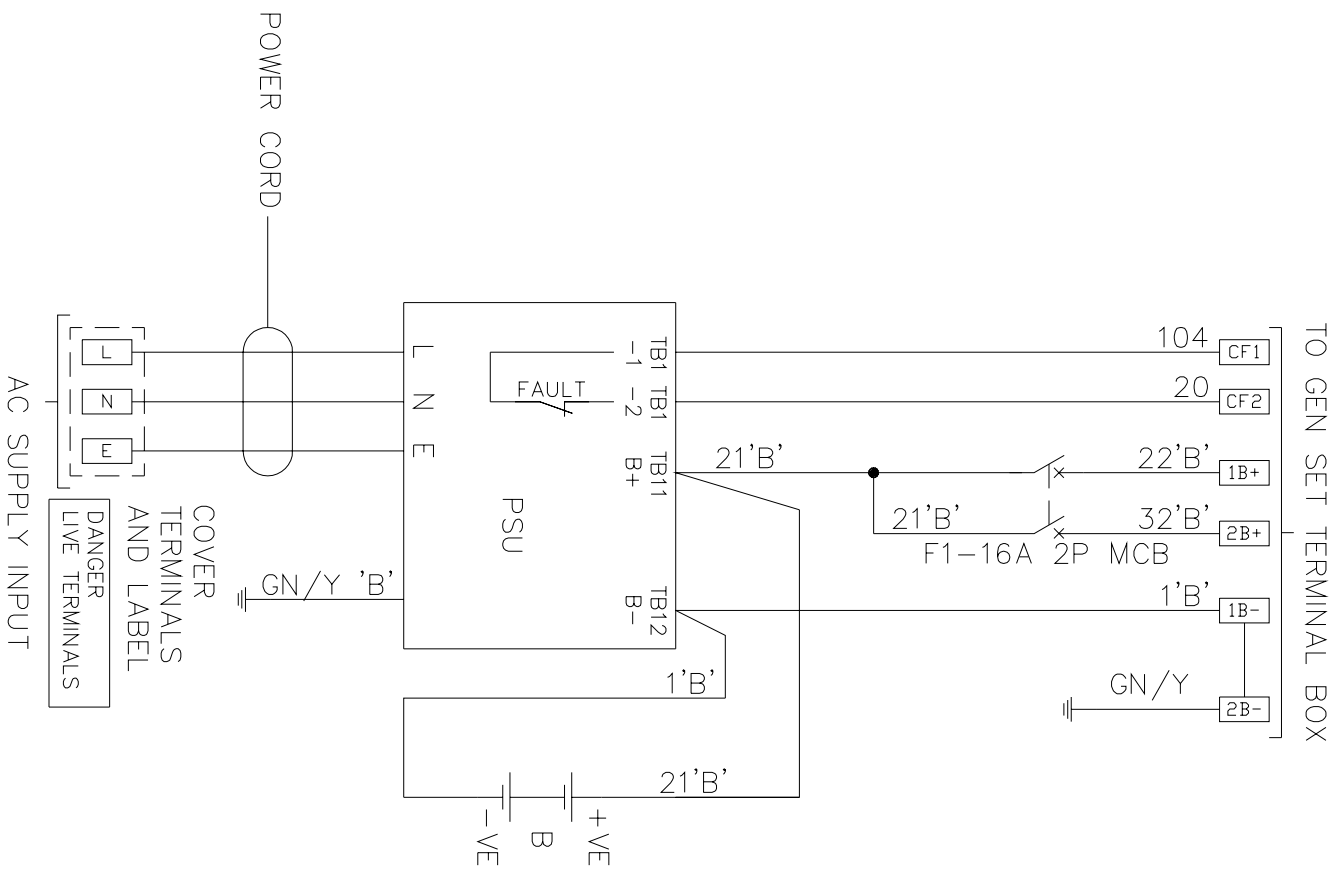 POWER CORD
TO GEN SET TERMINAL BOX
104
CF1
20
CF2
21'B'
22'B'
1B+
21'B'
32'B'
2B+
F1-16A 2P MCB
1'B'
1B-
GN/Y
2B-
TB1
-1
TB1
-2
TB11
B+
TB12
B-
FAULT
PSU
L
N
E
L
N
E
AC SUPPLY INPUT
COVER
TERMINALS
AND LABEL
DANGER
LIVE TERMINALS
GN/Y 'B'
1'B'
21'B'
-VE
B
+VE